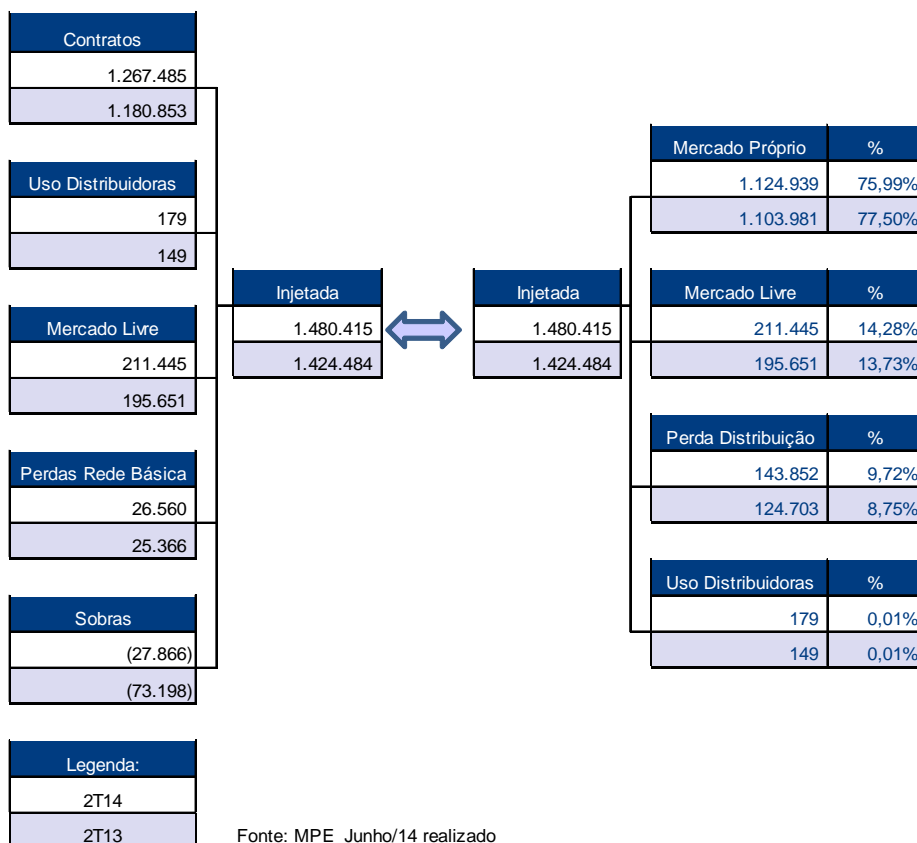 Contratos
1.267.485
1.180.853
Uso Distribuidoras
179
149
Mercado Livre
211.445
195.651
Perdas Rede Básica
26.560
25.366
Sobras
(27.866)
(73.198)
Legenda:
2T14
2T13
Injetada
1.480.415
1.424.484
Injetada
1.480.415
1.424.484
Mercado Próprio %
1.124.939 75,99%
1.103.981 77,50%
Mercado Livre %
211.445 14,28%
195.651 13,73%
Perda Distribuição %
143.852 9,72%
124.703 8,75%
Uso Distribuidoras %
179 0,01%
149 0,01%
Fonte: MPE Junho/14 realizado